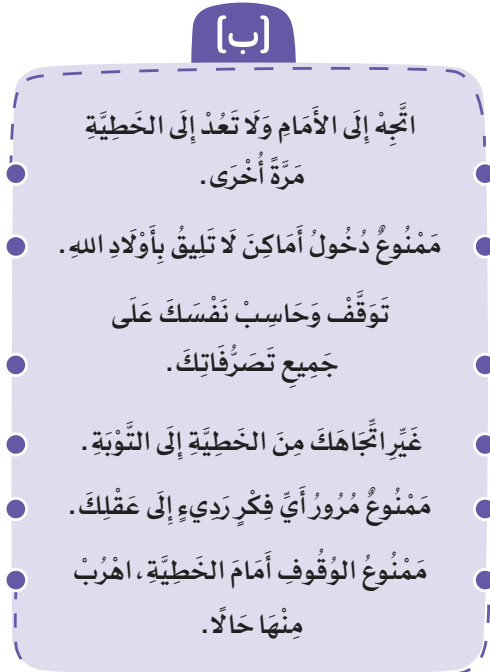 [ب]
اتَّجِهْ إِلَى الأَمَامِ وَلَا تَعُدْ إِلَى الخَطِيَّةِ
مَرَّةً أُخْرَى.
مَمْنُوعٌ دُخُولُ أَمَاكِنَ لَا تَلِيقُ بِأَوْلَادِ اللهِ.
تَوَقَّفْ وَحَاسِبْ نَفْسَكَ عَلَى
جَمِيعِ تَصَرُّفَاتِكَ.
غَيِّرِ اتِّجَاهَكَ مِنَ الخَطِيَّةِ إِلَى التَّوْبَةِ.
مَمْنُوعٌ مُرُورُ أَيِّ فِكْرٍ رَدِيءٍ إِلَى عَقْلِكَ.
مَمْنُوعُ الوُقُوفِ أَمَامَ الخَطِيَّةِ، اهْرُبْ
مِنْهَا حَالًا.